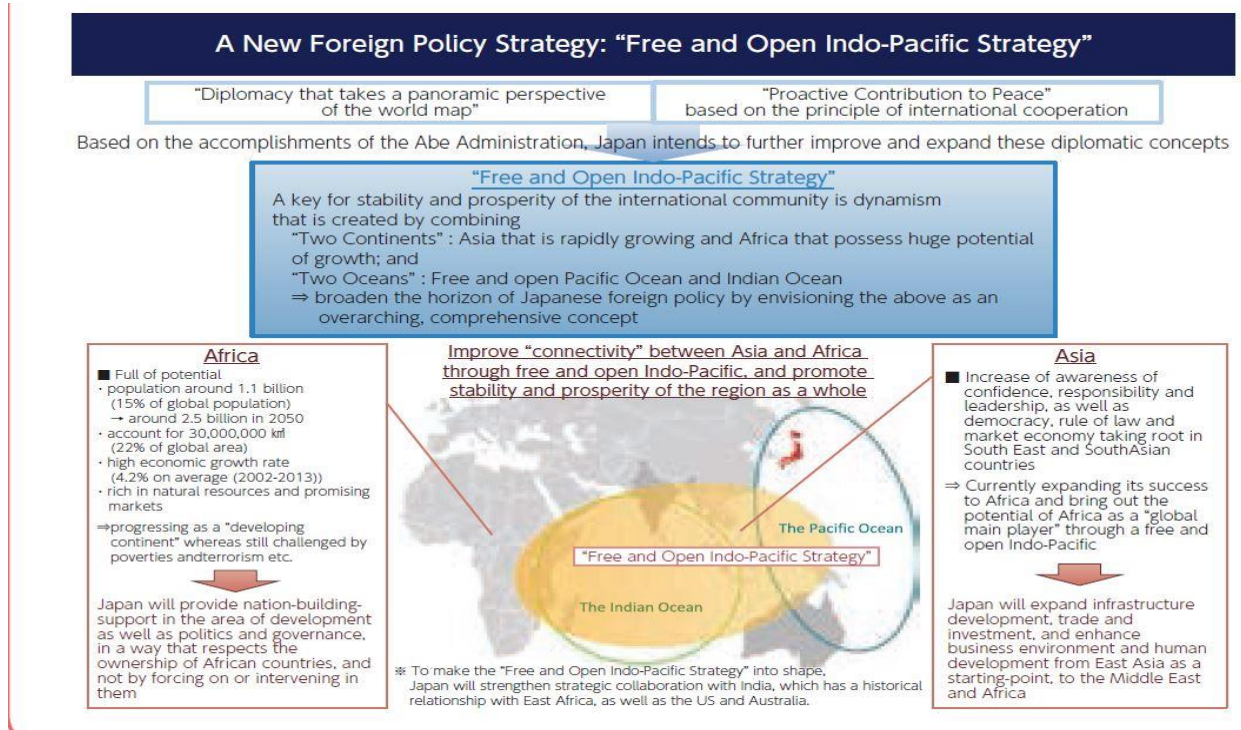 A New Foreign Policy Strategy: “Free and Open Indo-Pacific Strategy”
“Diplomacy that takes a panoramic perspective
of the world map”
“Proactive Contribution to Peace”
based on the principle of international cooperation
Based on the accomplishments of the Abe Administration, Japan intends to further improve and expand these diplomatic concepts
“Free and Open Indo-Pacific Strategy”
A key for stability and prosperity of the international community is dynamism
that is created by combining
“Two Continents” : Asia that is rapidly growing and Africa that possess huge potential
of growth; and
“Two Oceans” : Free and open Pacific Ocean and Indian Ocean
⇒ broaden the horizon of Japanese foreign policy by envisioning the above as an
overarching, comprehensive concept
Africa
■ Full of potential
・population around 1.1 billion
(15% of global population)
→ around 2.5 billion in 2050
・account for 30,000,000 ㎢
(22% of global area)
・high economic growth rate
(4.2% on average (2002-2013))
・rich in natural resources and promising
markets
⇒progressing as a “developing
continent” whereas still challenged by
poverties andterrorism etc.
Japan will provide nation-building-
support in the area of development
as well as politics and governance,
in a way that respects the
ownership of African countries, and
not by forcing on or intervening in
them
Improve “connectivity” between Asia and Africa
through free and open Indo-Pacific, and promote
stability and prosperity of the region as a whole
The Pacific Ocean
“Free and Open Indo-Pacific Strategy”
The Indian Ocean
※ To make the “Free and Open Indo-Pacific Strategy” into shape,
Japan will strengthen strategic collaboration with India, which has a historical
relationship with East Africa, as well as the US and Australia.
Asia
■ Increase of awareness of
confidence, responsibility and
leadership, as well as
democracy, rule of law and
market economy taking root in
South East and SouthAsian
countries
⇒ Currently expanding its success
to Africa and bring out the
potential of Africa as a “global
main player” through a free and
open Indo-Pacific
Japan will expand infrastructure
development, trade and
investment, and enhance
business environment and human
development from East Asia as a
starting-point, to the Middle East
and Africa